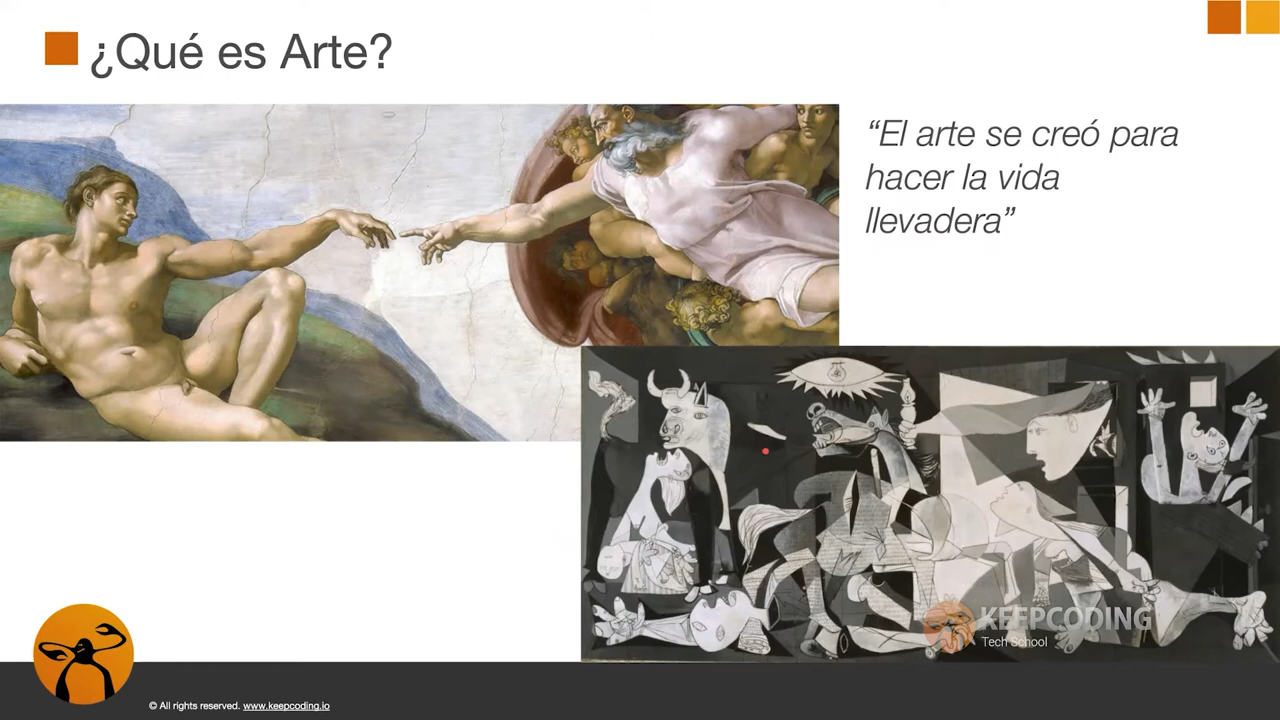 ¿Qué es Arte?
“El arte se creó para
hacer la vida
llevadera”
KEEPCODING
Tech School
© All rights reserved. www.keepcoding.io